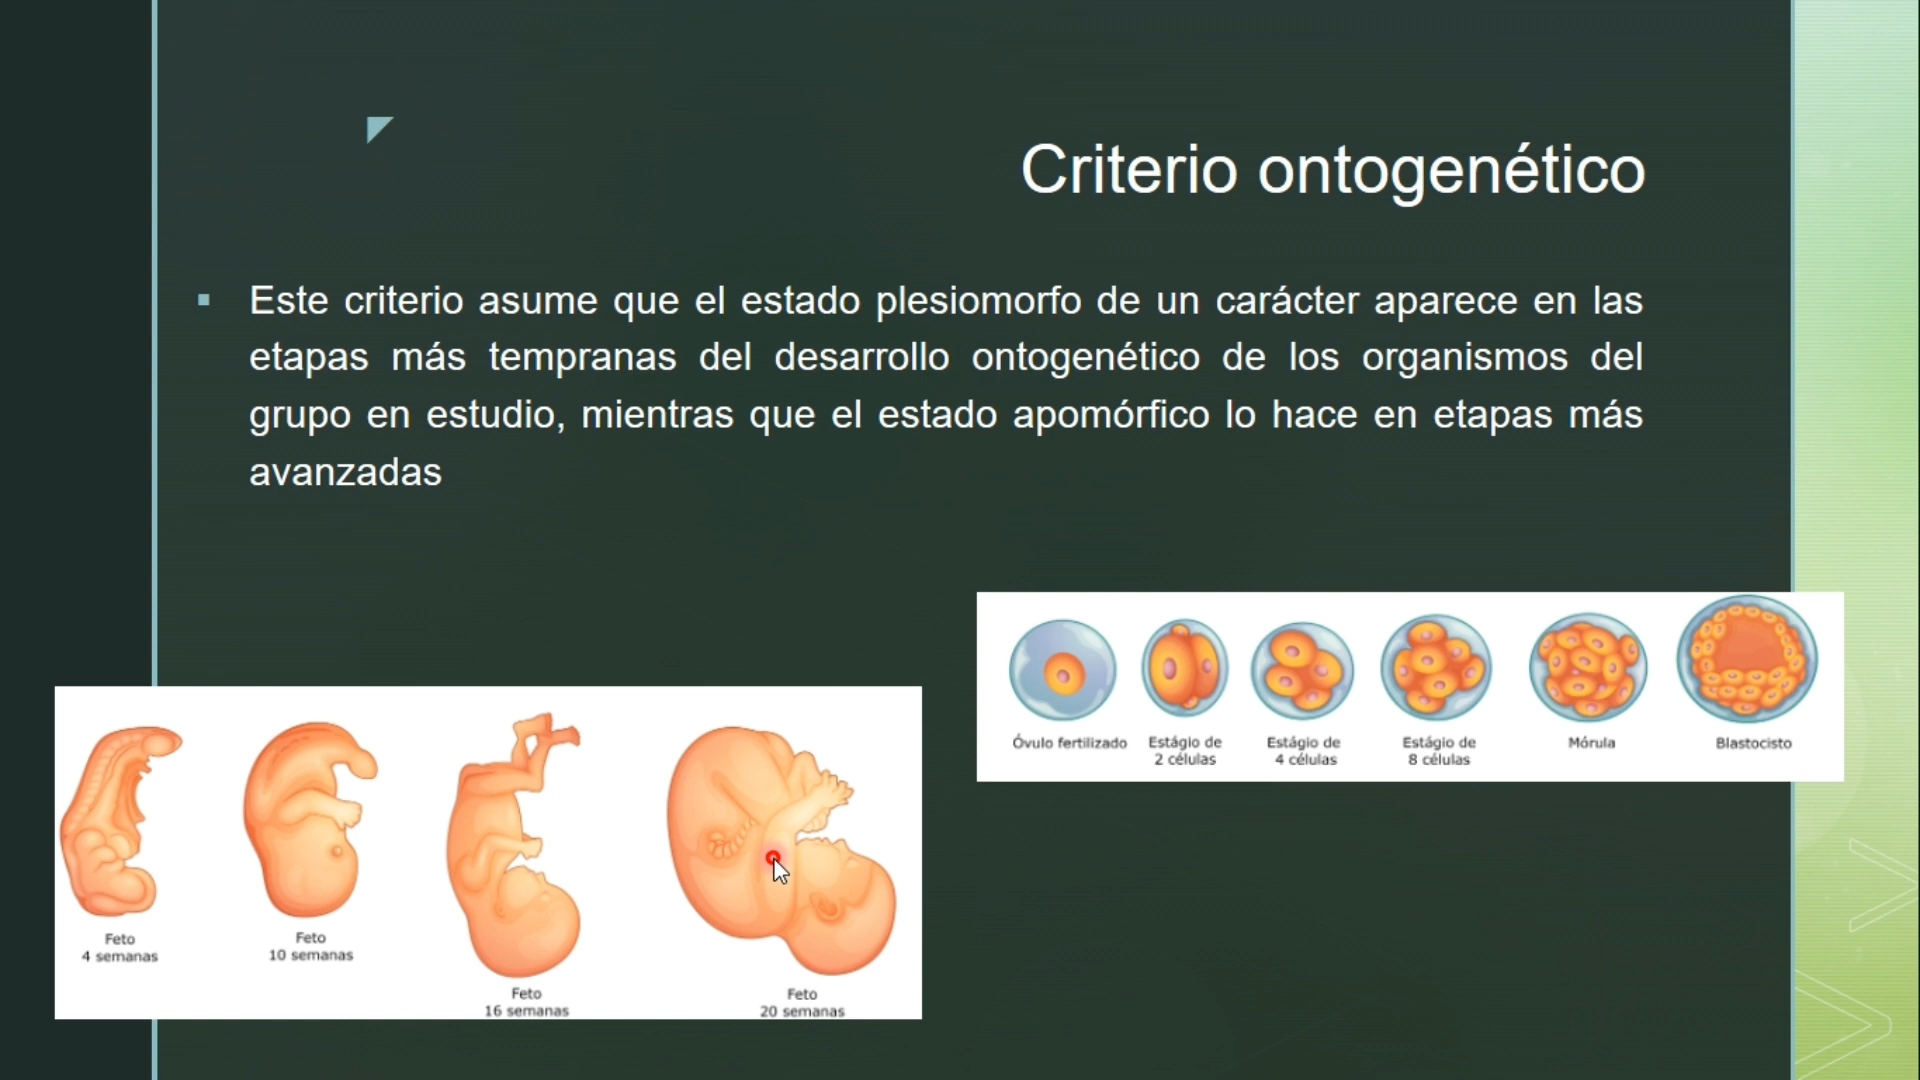 Criterio ontogenético
Este criterio asume que el estado plesiomorfo de un carácter aparece en las
etapas más tempranas del desarrollo ontogenético de los organismos del
grupo en estudio, mientras que el estado apomórfico lo hace en etapas más
avanzadas
Óvulo fertilizado
Estágio de
2 células
Estágio de
4 células
Estágio de
8 células
Mórula
Blastocisto
Feto
4 semanas
Feto
10 semanas
Feto
16 semanas
Feto
20 semanas